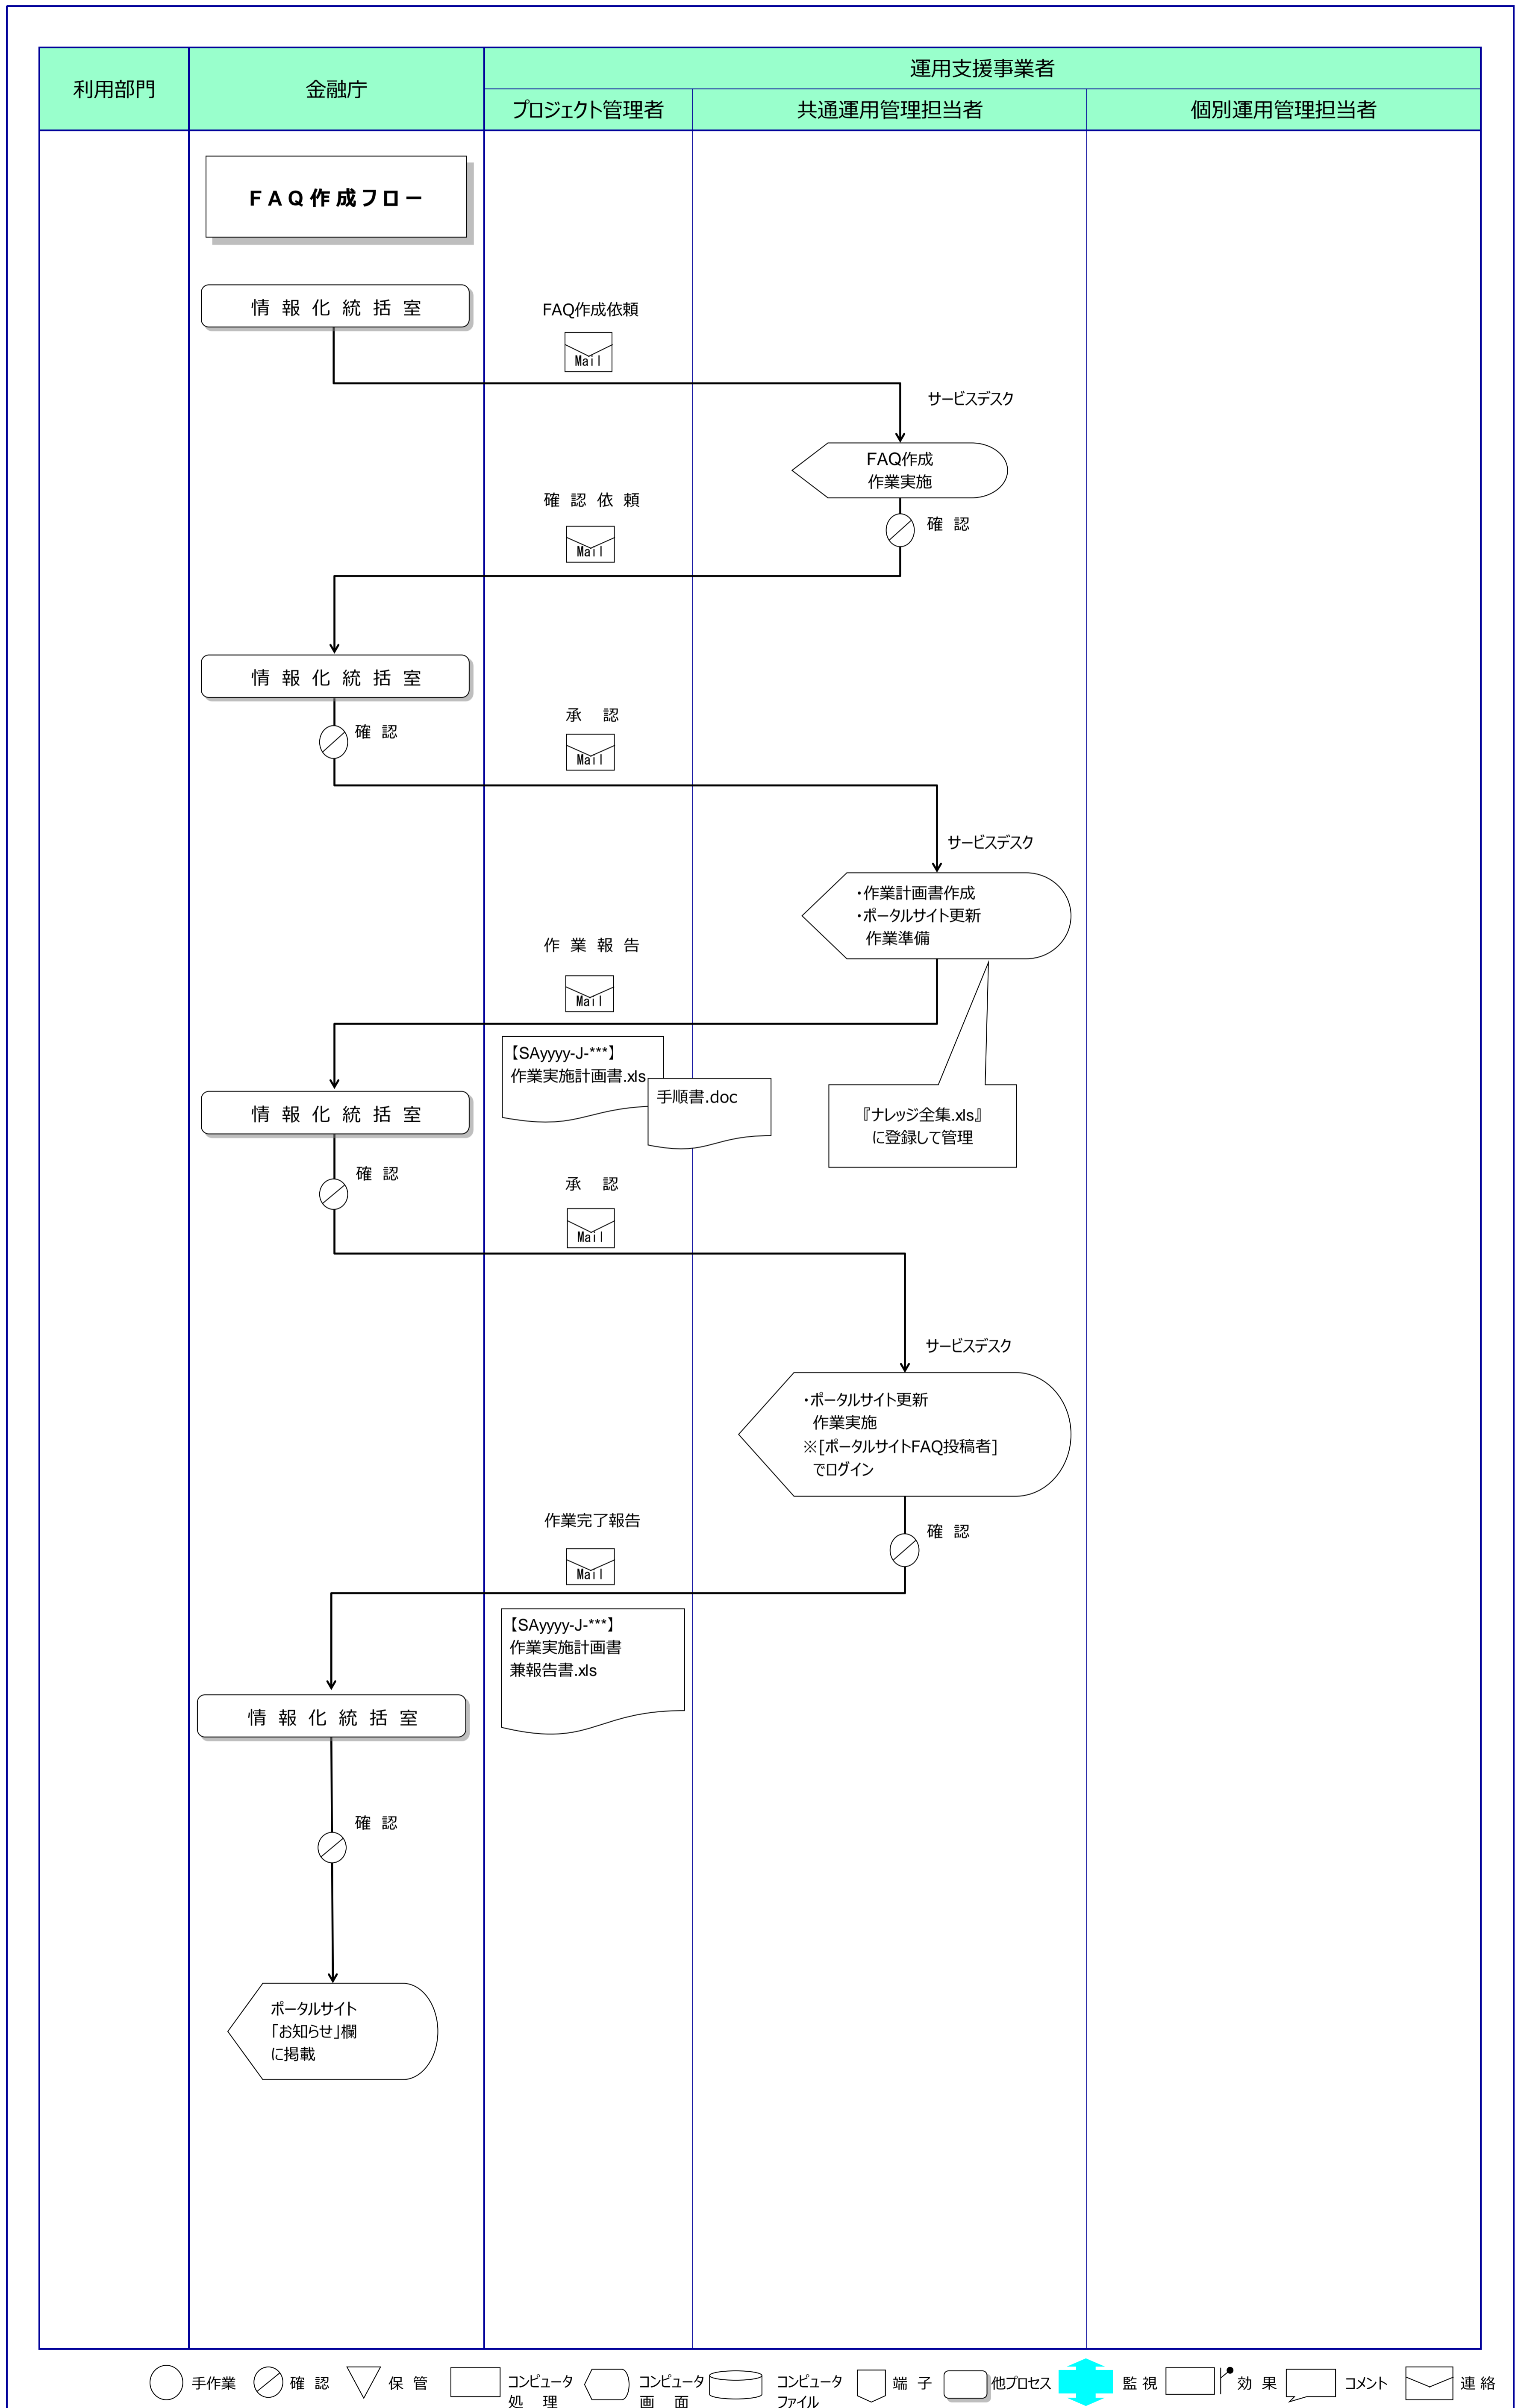 利用部門
金融庁
運用支援事業者
プロジェクト管理者
共通運用管理担当者
個別運用管理担当者
FAQ作成フロー
情報化統括室
FAQ作成依頼
Mail
サービスデスク
FAQ作成
作業実施
確認
確認依頼
Mail
情報化統括室
確認
承認
Mail
サービスデスク
・作業計画書作成
・ポータルサイト更新
作業準備
作業報告
Mail
【SAyyyy-J-***】
作業実施計画書.xls
手順書.doc
『ナレッジ全集.xls』
に登録して管理
情報化統括室
確認
承認
Mail
サービスデスク
・ポータルサイト更新
作業実施
※[ポータルサイトFAQ投稿者]
でログイン
確認
作業完了報告
Mail
【SAyyyy-J-***】
作業実施計画書
兼報告書.xls
情報化統括室
確認
ポータルサイト
「お知らせ」欄
に掲載
手作業
確認
保管
コンピュータ
処理
コンピュータ
画面
コンピュータ
ファイル
端子
他プロセス
監視
効果
コメント
連絡